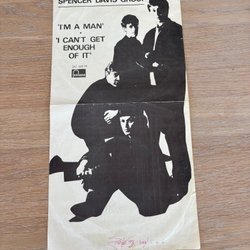 SPENCER DAVIS GROUP
'I'M A MAN'
'I CAN'T GET
ENOUGH
OF IT'